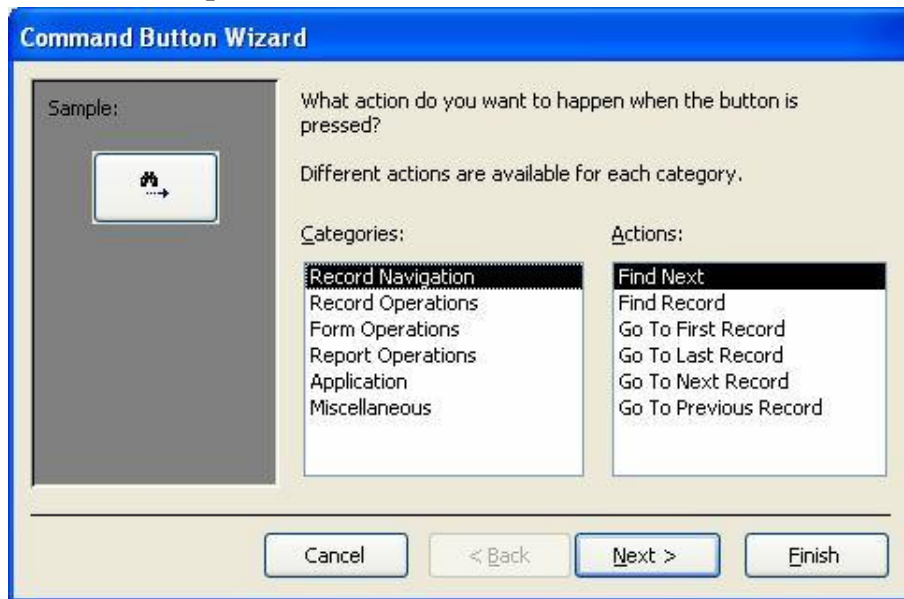 Command Button Wizard
Sample:
What action do you want to happen when the button is
pressed?
Different actions are available for each category.
Categories:
Record Navigation
Record Operations
Form Operations
Report Operations
Application
Miscellaneous
Actions:
Find Next
Find Record
Go To First Record
Go To Last Record
Go To Next Record
Go To Previous Record
Cancel
< Back
Next >
Finish